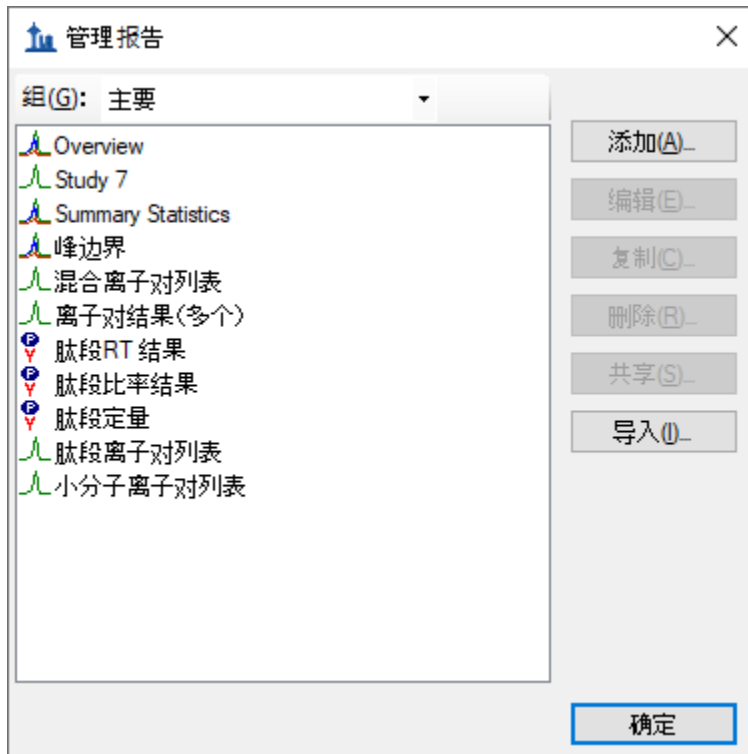 管理报告
组(G): 主要
Overview
Study 7
Summary Statistics
峰边界
混合离子对列表
离子对结果(多个)
肽段RT 结果
肽段比率结果
肽段定量
肽段离子对列表
小分子离子对列表
添加(A)...
编辑(E)...
复制(C)...
删除(R)...
共享(S)...
导入(I)...
确定